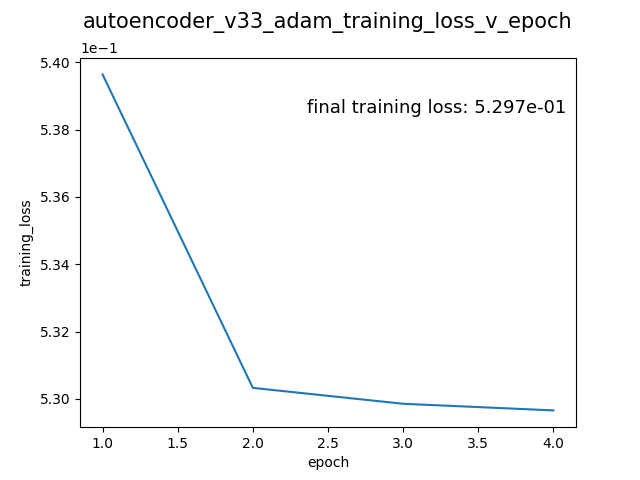 autoencoder_v33_adam_training_loss_v_epoch
1e−1
5.40
final training loss: 5.297e-01
5.38
5.36
5.34
5.32
5.30
training_loss
1.0 1.5 2.0 2.5 3.0 3.5 4.0
epoch